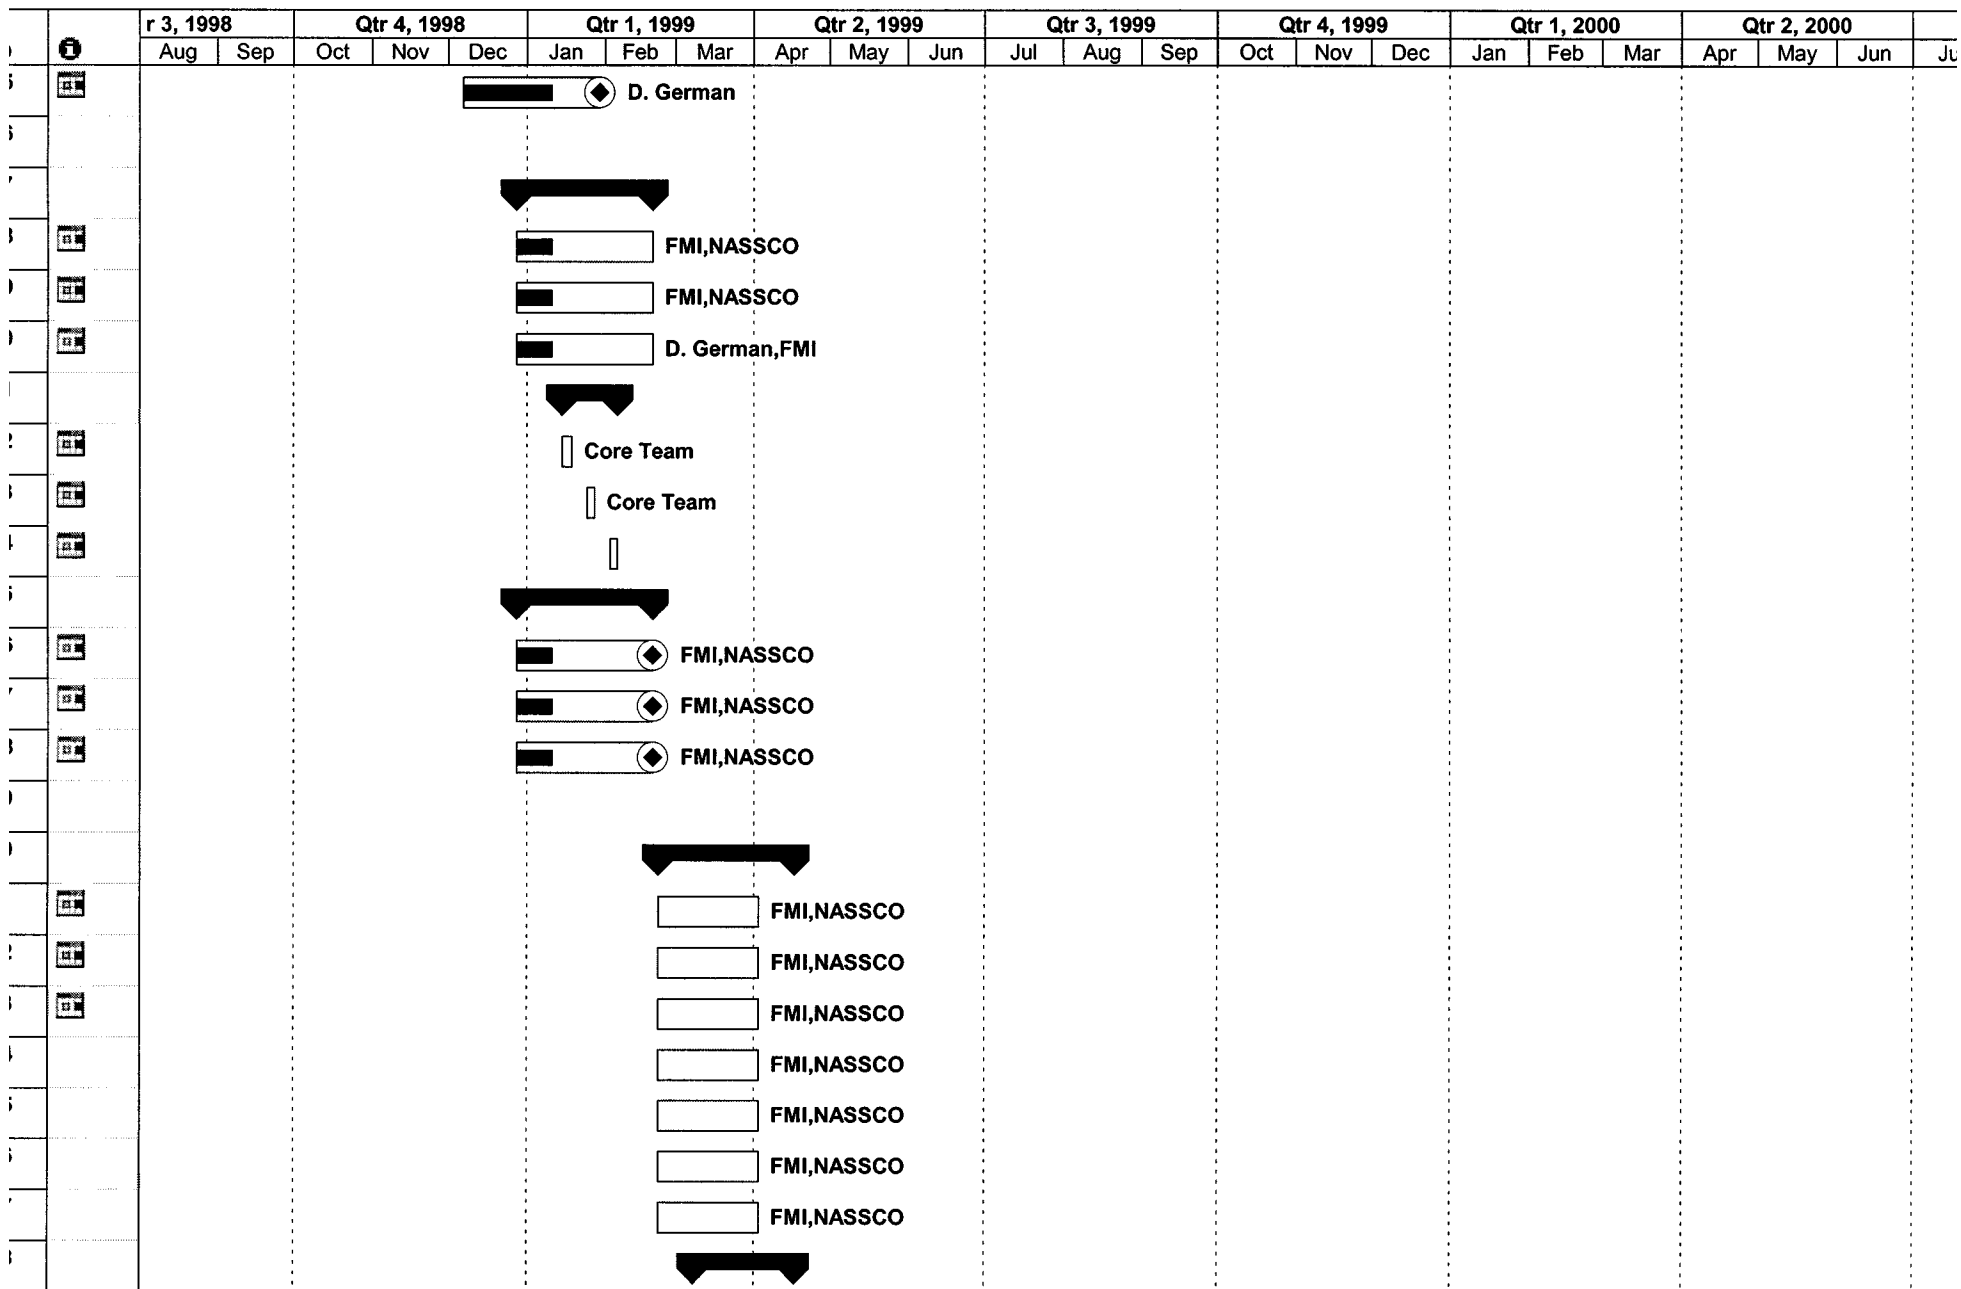 r 3, 1998 Qtr 4, 1998 Qtr 1, 1999 Qtr 2, 1999 Qtr 3, 1999 Qtr 4, 1999 Qtr 1, 2000 Qtr 2, 2000
Aug Sep Oct Nov Dec Jan Feb Mar Apr May Jun Jul Aug Sep Oct Nov Dec Jan Feb Mar Apr May Jun Ju
D. German
FMI,NASSCO
FMI,NASSCO
D. German,FMI
Core Team
Core Team
FMI,NASSCO
FMI,NASSCO
FMI,NASSCO
FMI,NASSCO
FMI,NASSCO
FMI,NASSCO
FMI,NASSCO
FMI,NASSCO
FMI,NASSCO
FMI,NASSCO